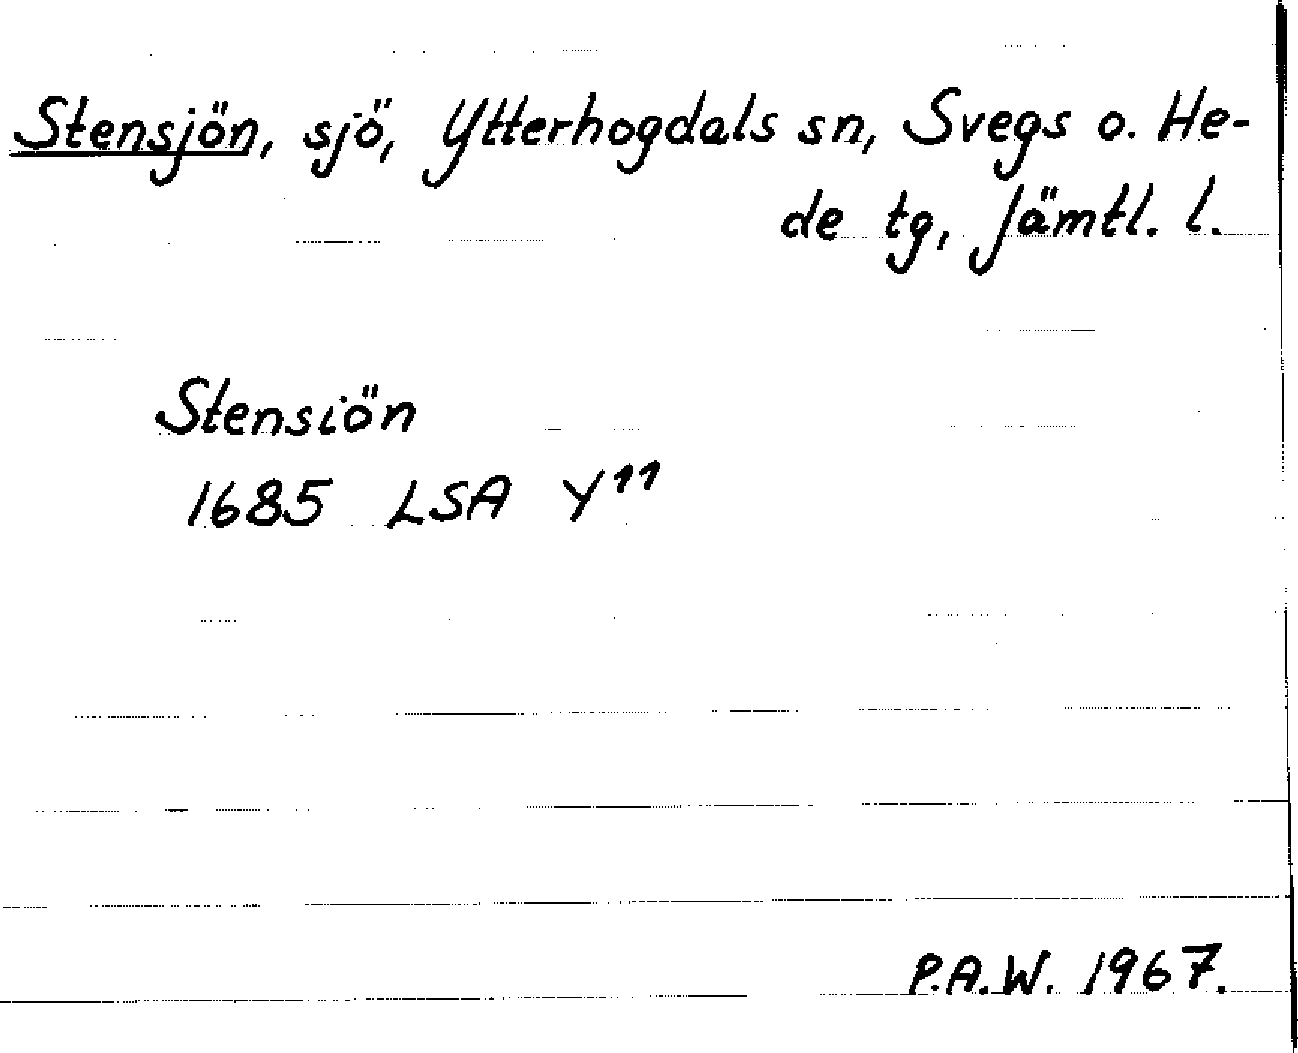 Stensjön, sjö, Ytterhogdals sn, Svegs o. He-
de tg, Jämtl. l.
Stensiön
1685 LSA Y¹¹
P.A.W. 1967.